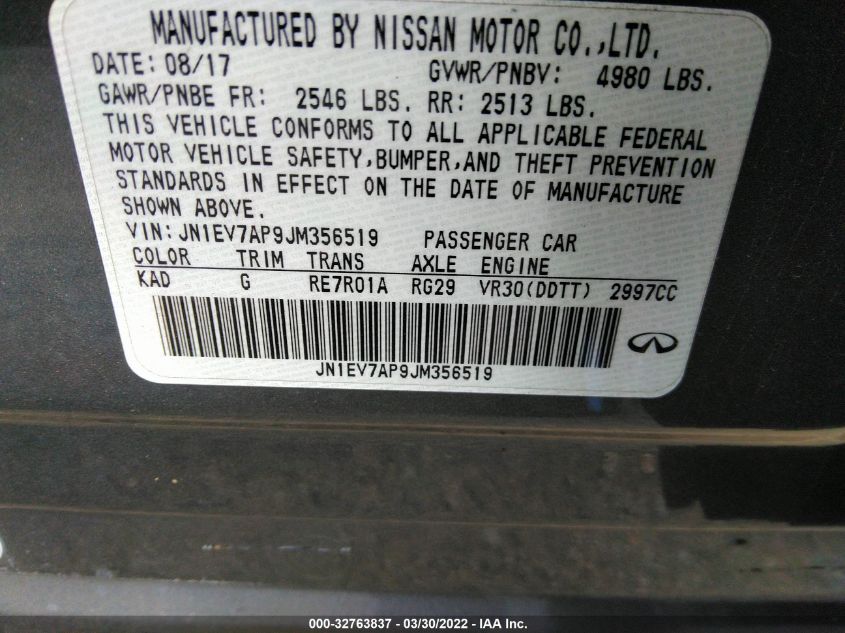 MANUFACTURED BY NISSAN MOTOR CO.,LTD.
DATE: 08/17 GVWR/PNBV: 4980 LBS.
GAWR/PNBE FR: 2546 LBS. RR: 2513 LBS.
THIS VEHICLE CONFORMS TO ALL APPLICABLE FEDERAL
MOTOR VEHICLE SAFETY,BUMPER,AND THEFT PREVENTION
STANDARDS IN EFFECT ON THE DATE OF MANUFACTURE
SHOWN ABOVE.
VIN:JN1EV7AP9JM356519 PASSENGER CAR
COLOR TRIM TRANS AXLE ENGINE
KAD G RE7R01A RG29 VR30(DDTT) 2997CC
JN1EV7AP9JM356519
000-32763837 - 03/30/2022 - IAA Inc.